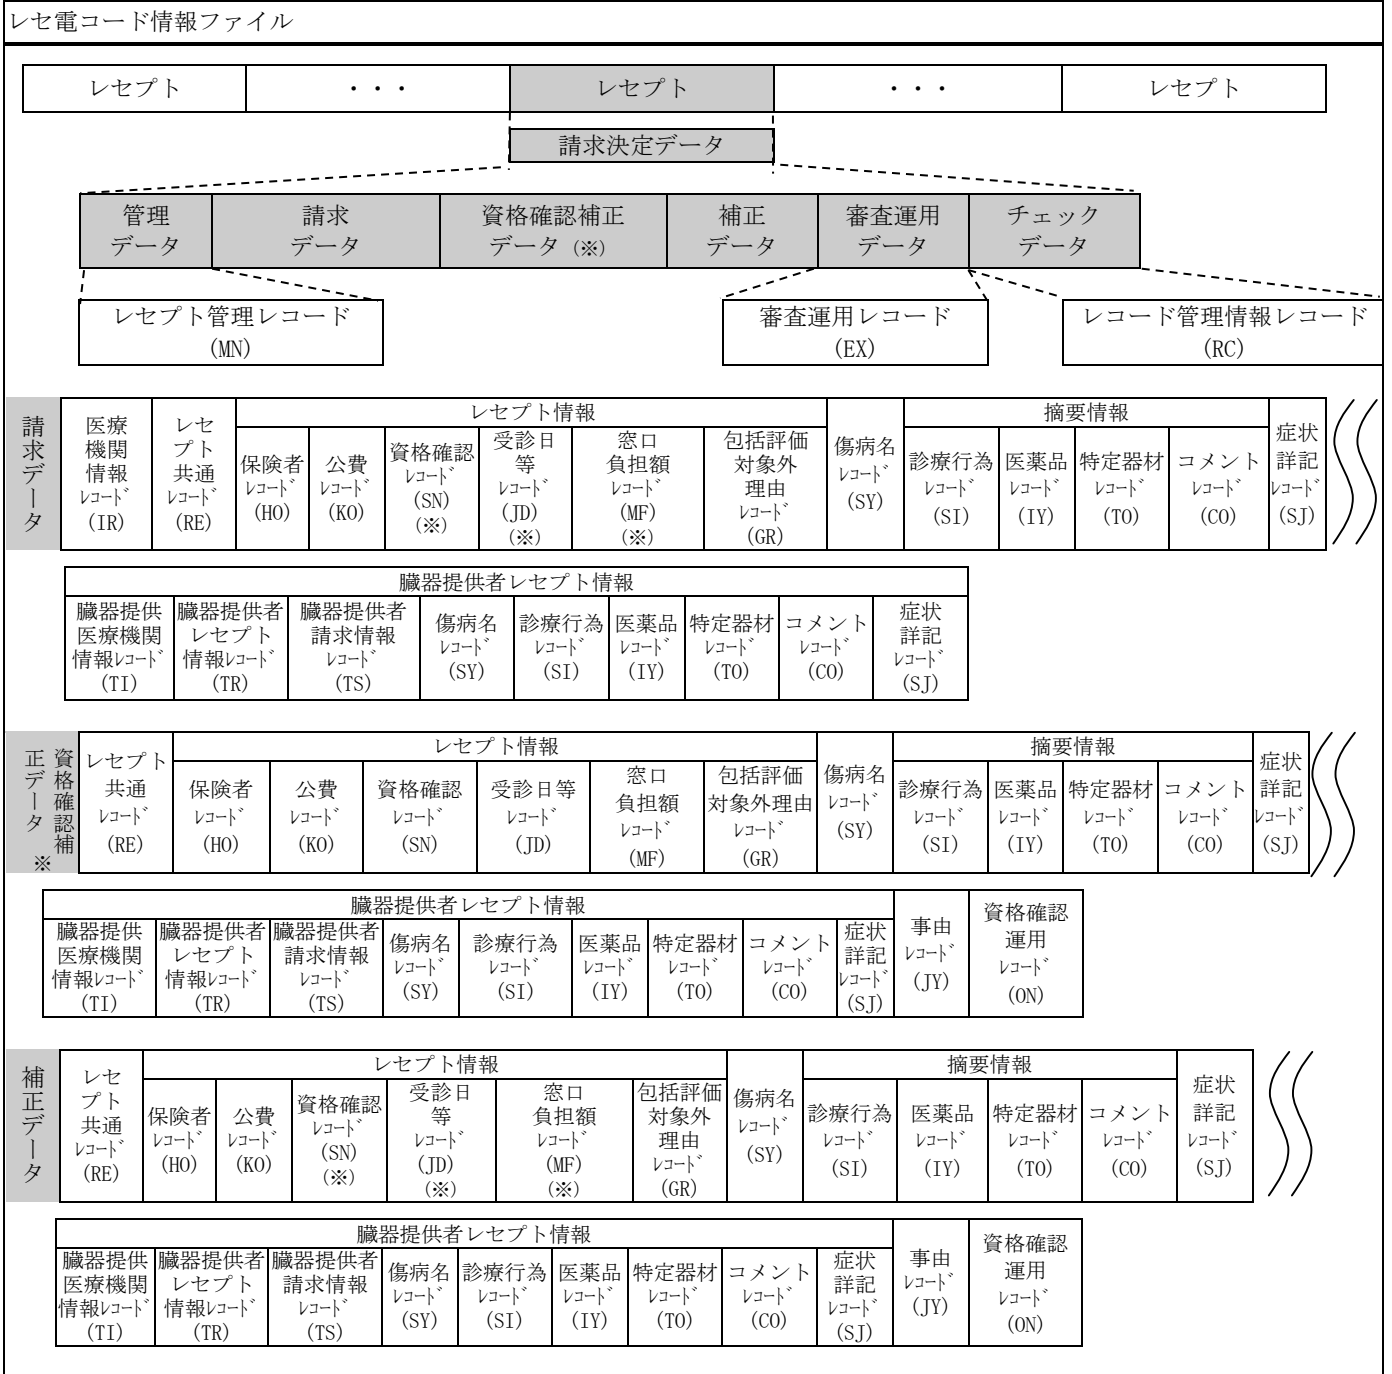 レセ電コード情報ファイル
レセプト ・・・ レセプト ・・・ レセプト
請求決定データ
管理 請求 資格確認補正 補正 審査運用 チェック
データ データ データ (※) データ データ データ
レセプト管理レコード 審査運用レコード レコード管理情報レコード
(MN) (EX) (RC)
請求データ
医療
機関
情報
レコード
(IR)
レセ
プト
共通
レコード
(RE)
レセプト情報
保険者
レコード
(HO)
公費
レコード
(KO)
資格確認
レコード
(SN)
(※)
受診日
等
レコード
(JD)
(※)
窓口
負担額
レコード
(MF)
(※)
包括評価
対象外
理由
レコード
(GR)
傷病名
レコード
(SY)
摘要情報
診療行為
レコード
(SI)
医薬品
レコード
(IY)
特定器材
レコード
(TO)
コメント
レコード
(CO)
症状
詳記
レコード
(SJ)
臓器提供者レセプト情報
臓器提供
医療機関
情報レコード
(TI)
臓器提供者
レセプト
情報レコード
(TR)
臓器提供者
請求情報
レコード
(TS)
傷病名
レコード
(SY)
診療行為
レコード
(SI)
医薬品
レコード
(IY)
特定器材
レコード
(TO)
コメント
レコード
(CO)
症状
詳記
レコード
(SJ)
資格確認補
正データ※
レセプト
共通
レコード
(RE)
レセプト情報
保険者
レコード
(HO)
公費
レコード
(KO)
資格確認
レコード
(SN)
受診日等
レコード
(JD)
窓口
負担額
レコード
(MF)
包括評価
対象外理由
レコード
(GR)
傷病名
レコード
(SY)
摘要情報
診療行為
レコード
(SI)
医薬品
レコード
(IY)
特定器材
レコード
(TO)
コメント
レコード
(CO)
症状
詳記
レコード
(SJ)
臓器提供者レセプト情報
臓器提供
医療機関
情報レコード
(TI)
臓器提供者
レセプト
情報レコード
(TR)
臓器提供者
請求情報
レコード
(TS)
傷病名
レコード
(SY)
診療行為
レコード
(SI)
医薬品
レコード
(IY)
特定器材
レコード
(TO)
コメント
レコード
(CO)
症状
詳記
レコード
(SJ)
事由
レコード
(JY)
資格確認
運用
レコード
(ON)
補正データ
レセ
プト
共通
レコード
(RE)
レセプト情報
保険者
レコード
(HO)
公費
レコード
(KO)
資格確認
レコード
(SN)
(※)
受診日
等
レコード
(JD)
(※)
窓口
負担額
レコード
(MF)
(※)
包括評価
対象外
理由
レコード
(GR)
傷病名
レコード
(SY)
摘要情報
診療行為
レコード
(SI)
医薬品
レコード
(IY)
特定器材
レコード
(TO)
コメント
レコード
(CO)
症状
詳記
レコード
(SJ)
臓器提供者レセプト情報
臓器提供
医療機関
情報レコード
(TI)
臓器提供者
レセプト
情報レコード
(TR)
臓器提供者
請求情報
レコード
(TS)
傷病名
レコード
(SY)
診療行為
レコード
(SI)
医薬品
レコード
(IY)
特定器材
レコード
(TO)
コメント
レコード
(CO)
症状
詳記
レコード
(SJ)
事由
レコード
(JY)
資格確認
運用
レコード
(ON)